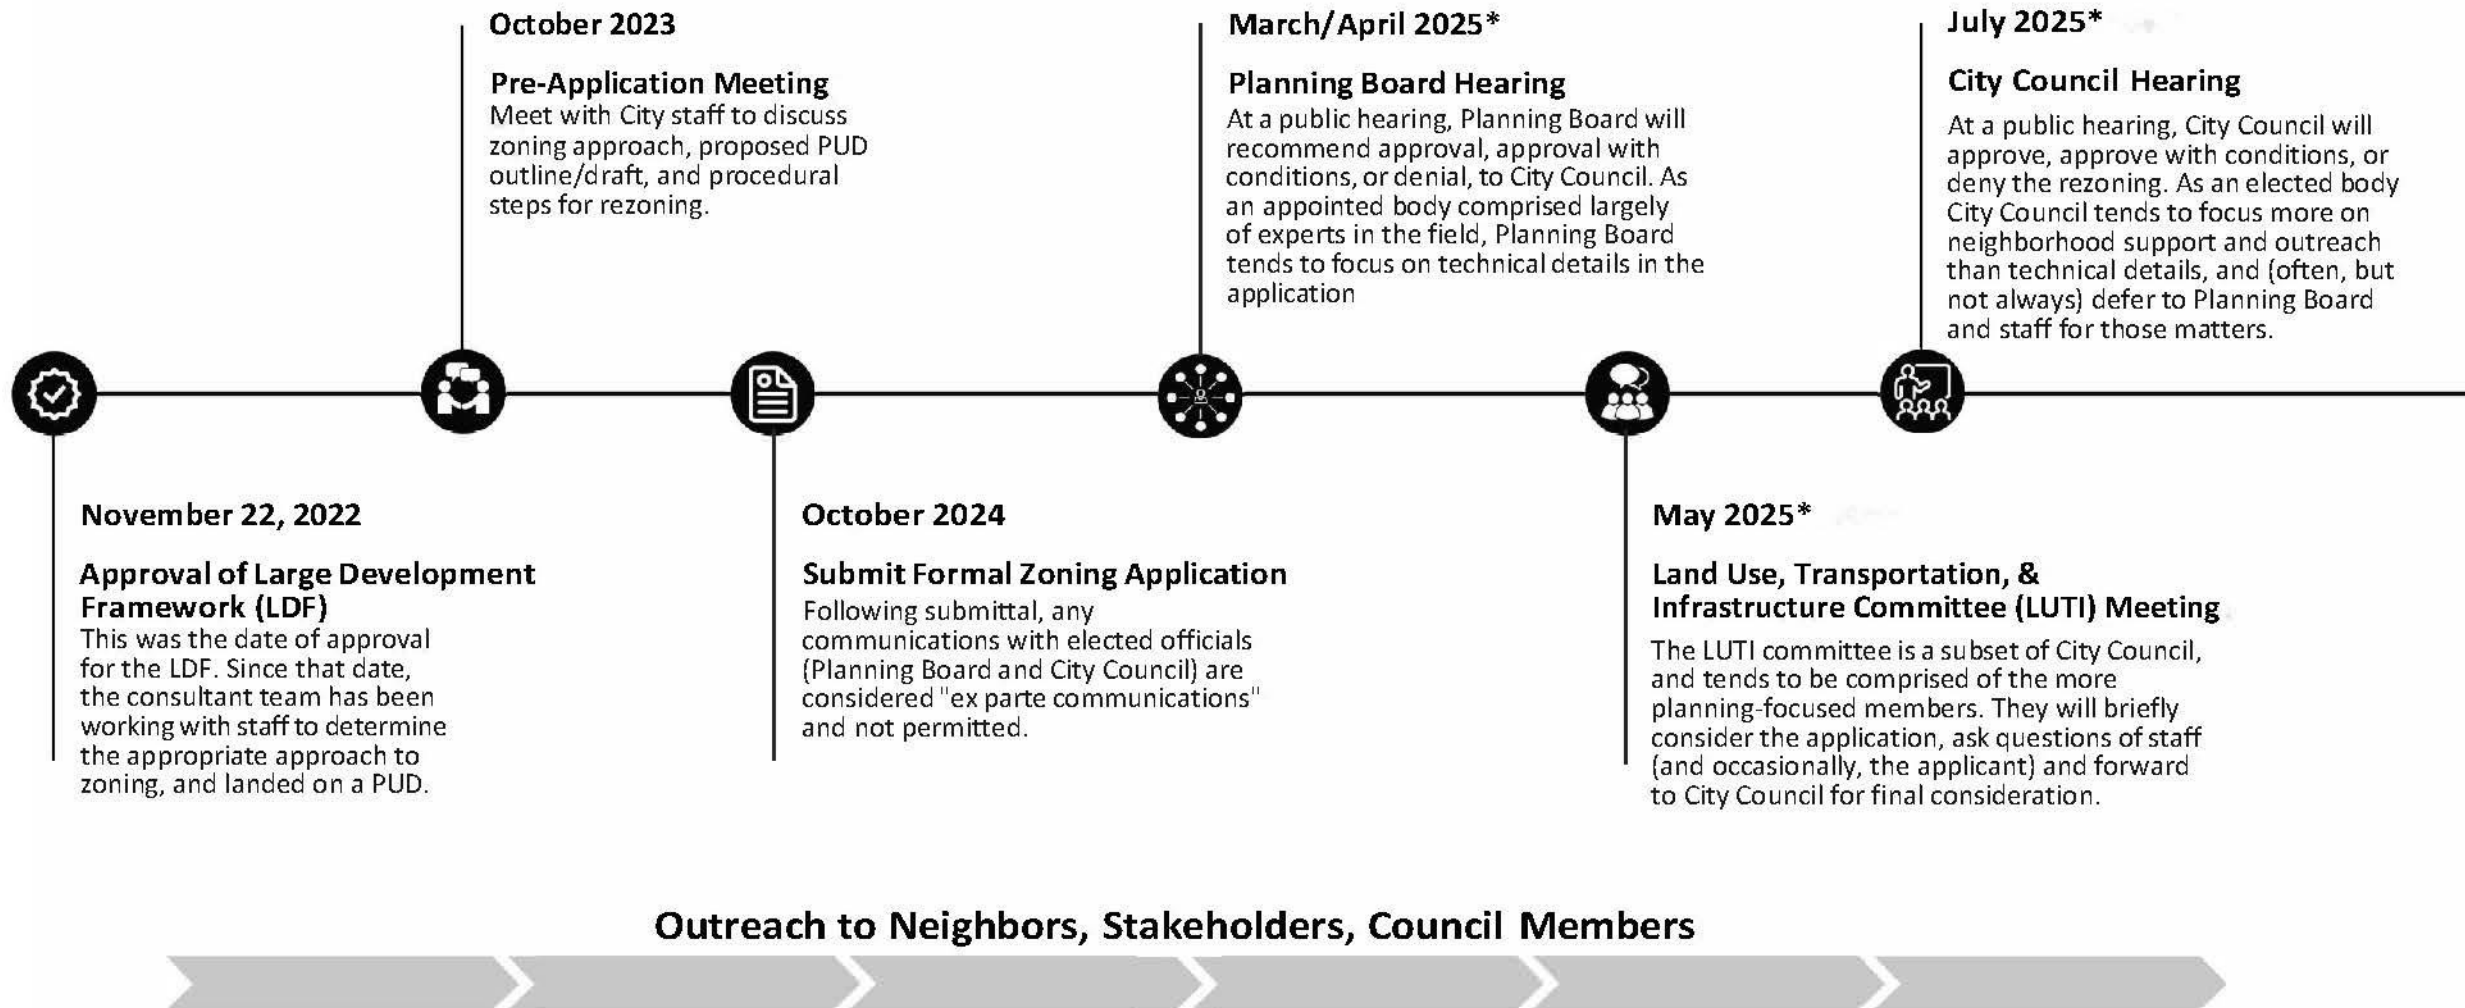 October 2023
Pre-Application Meeting
Meet with City staff to discuss
zoning approach, proposed PUD
outline/draft, and procedural
steps for rezoning.
March/April 2025*
Planning Board Hearing
At a public hearing, Planning Board will
recommend approval, approval with
conditions, or denial, to City Council. As
an appointed body comprised largely
of experts in the field, Planning Board
tends to focus on technical details in the
application
July 2025*
City Council Hearing
At a public hearing, City Council will
approve, approve with conditions, or
deny the rezoning. As an elected body
City Council tends to focus more on
neighborhood support and outreach
than technical details, and (often, but
not always) defer to Planning Board
and staff for those matters.
November 22, 2022
Approval of Large Development
Framework (LDF)
This was the date of approval
for the LDF. Since that date,
the consultant team has been
working with staff to determine
the appropriate approach to
zoning, and landed on a PUD.
October 2024
Submit Formal Zoning Application
Following submittal, any
communications with elected officials
(Planning Board and City Council) are
considered "ex parte communications"
and not permitted.
May 2025*
Land Use, Transportation, &
Infrastructure Committee (LUTI) Meeting
The LUTI committee is a subset of City Council,
and tends to be comprised of the more
planning-focused members. They will briefly
consider the application, ask questions of staff
(and occasionally, the applicant) and forward
to City Council for final consideration.
Outreach to Neighbors, Stakeholders, Council Members